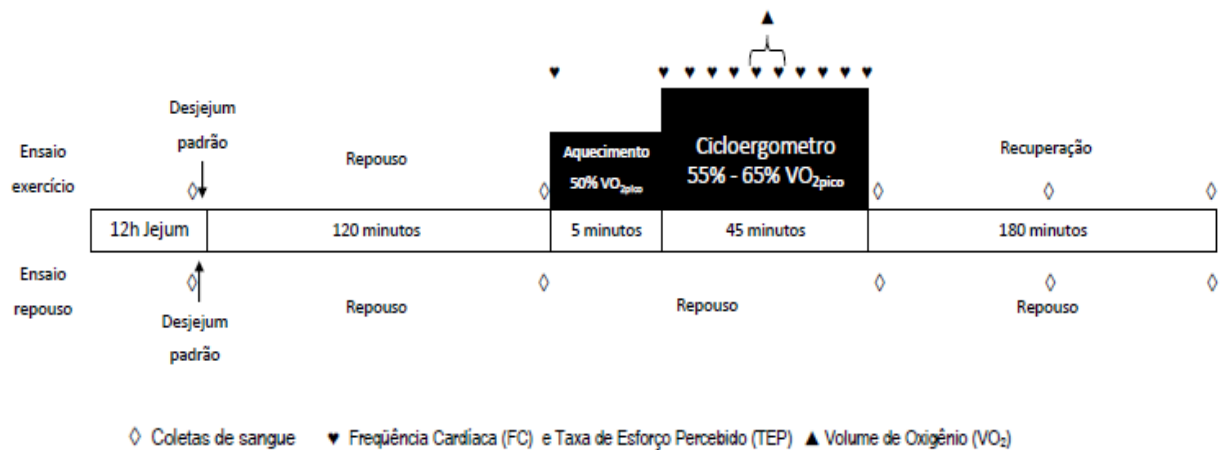 Desjejum
padrão
Ensaio
exercício
Repouso
Aquecimento
50% VO2pico
Cicloergometro
55% - 65% VO2pico
Recuperação
12h Jejum
120 minutos
5 minutos
45 minutos
180 minutos
Ensaio
repouso
Repouso
Repouso
Repouso
Desjejum
padrão
◊ Coletas de sangue ♥ Freqüência Cardíaca (FC) e Taxa de Esforço Percebido (TEP) ▲ Volume de Oxigênio (VO2)